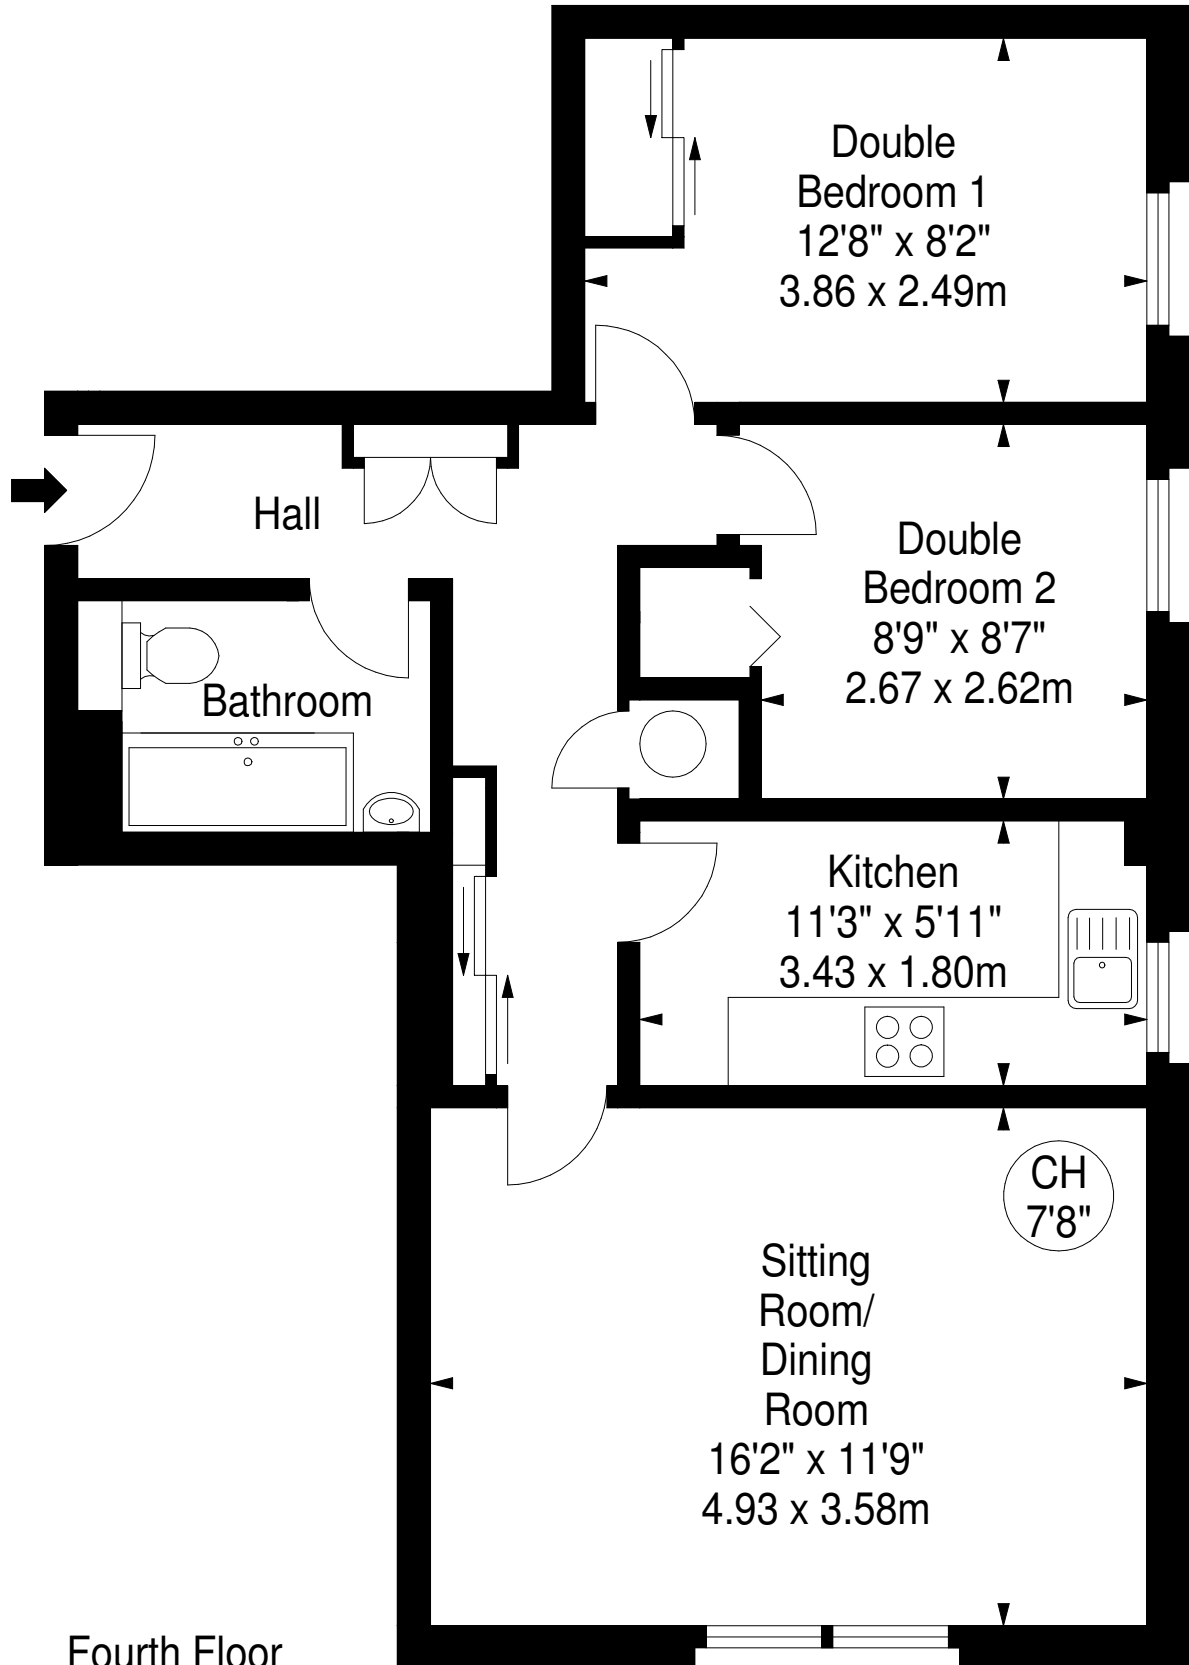 Double
Bedroom 1
12'8" x 8'2"
3.86 x 2.49m
Hall
Double
Bedroom 2
8'9" x 8'7"
2.67 x 2.62m
Bathroom
Kitchen
11'3" x 5'11"
3.43 x 1.80m
CH
7'8"
Sitting
Room/
Dining
Room
16'2" x 11'9"
4.93 x 3.58m
Fourth Floor